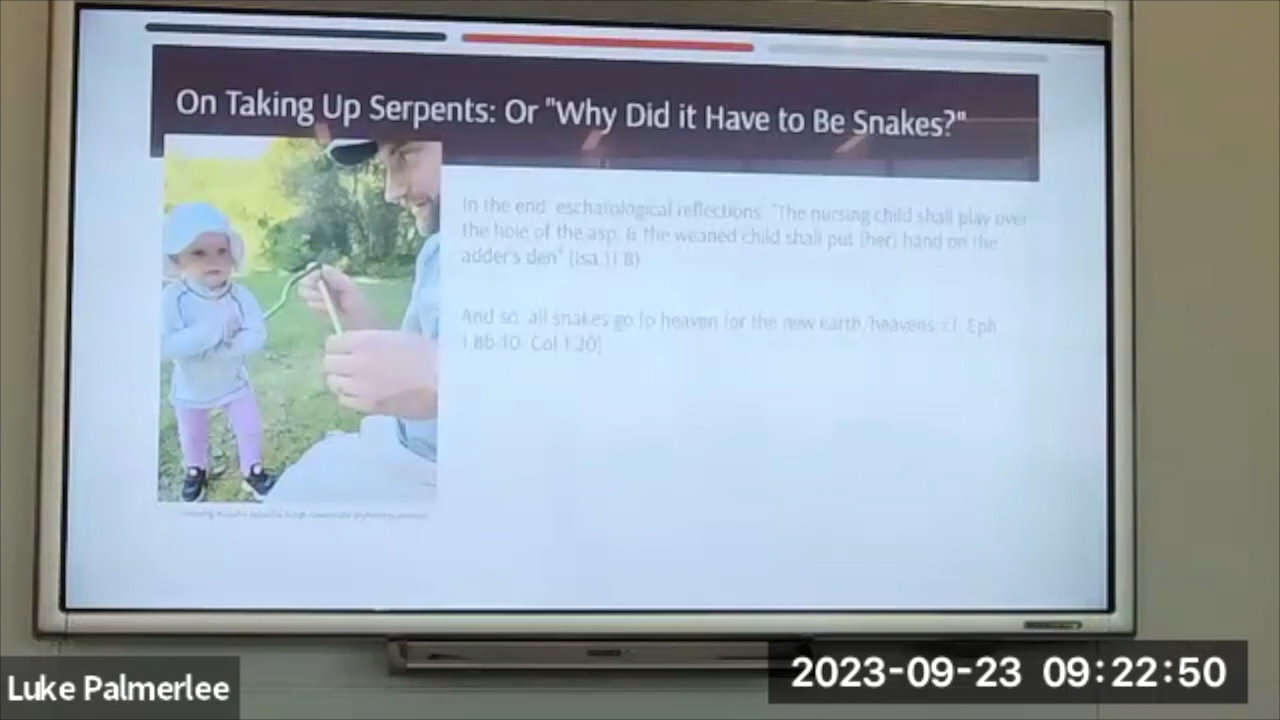 On Taking Up Serpents: Or "Why Did it Have to Be Snakes?"
In the end, eschatological reflections: "The nursing child shall play over
the hole of the asp, & the weaned child shall put (her) hand on the
adder's den" (Isa 11:8)
And so, all snakes go to heaven (or the new earth/heavens cf. Eph
1:8b-10; Col 1:20)
Luke Palmerlee
2023-09-23 09:22:50